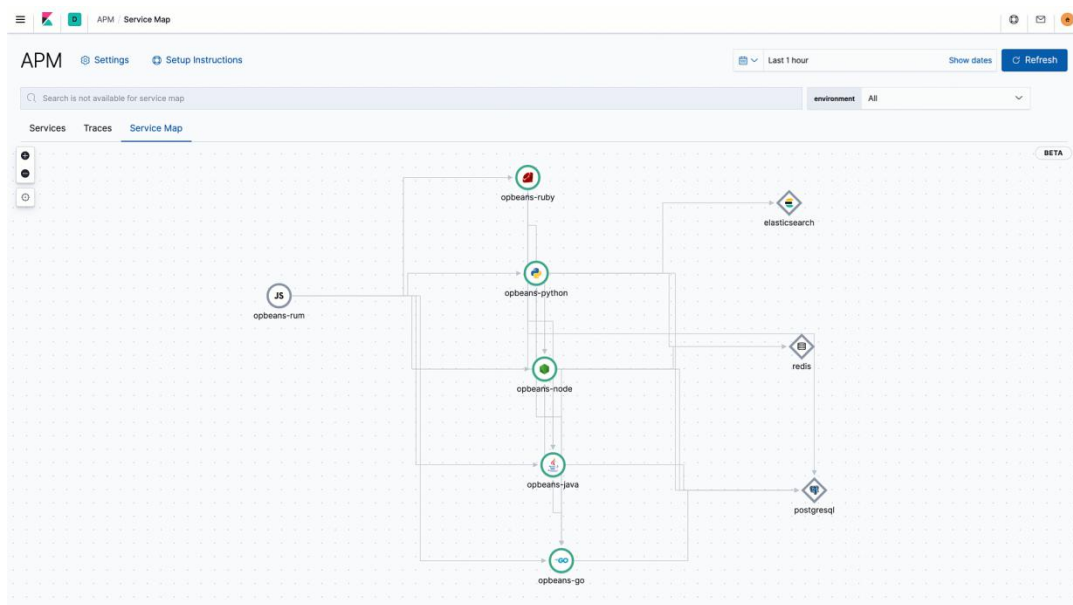 D APM / Service Map e
APM Settings Setup Instructions Last 1 hour Show dates Refresh
Search is not available for service map environment All
Services Traces Service Map
BETA
opbeans-ruby
elasticsearch
opbeans-python
JS
opbeans-rum
redis
opbeans-node
opbeans-java
postgresql
GO
opbeans-go